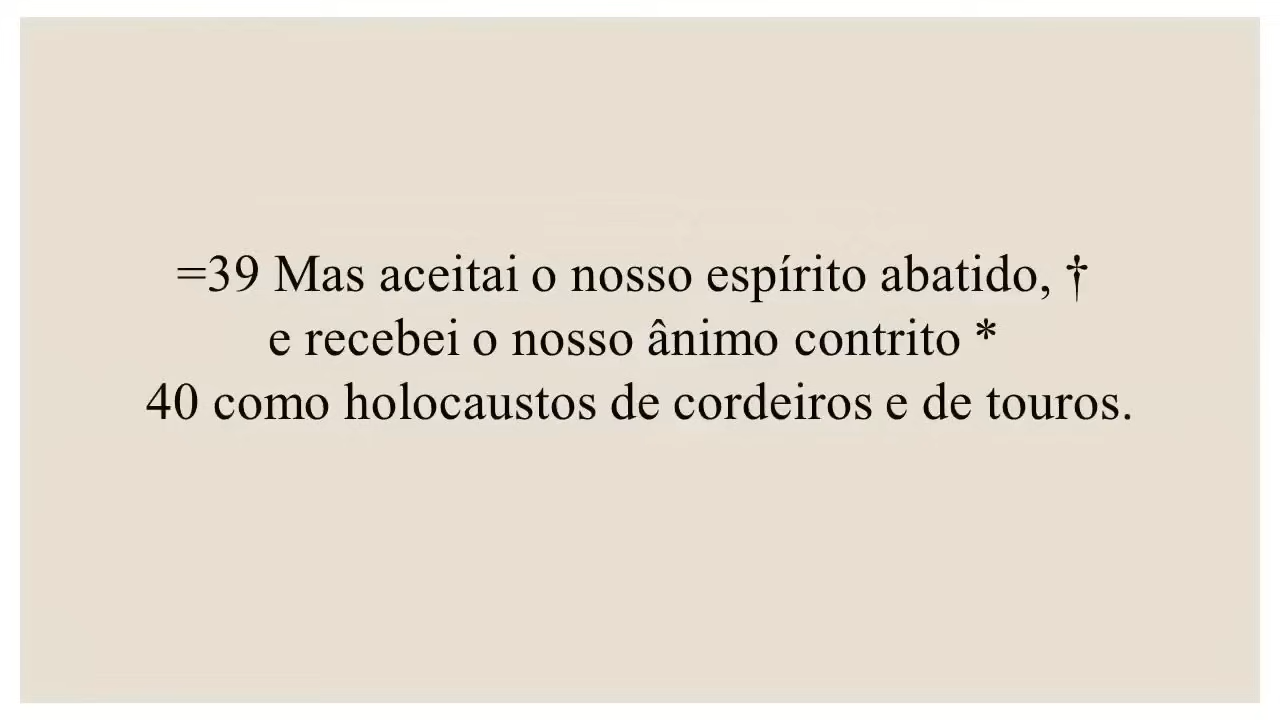 =39 Mas aceitai o nosso espírito abatido, †
e recebei o nosso ânimo contrito *
40 como holocaustos de cordeiros e de touros.